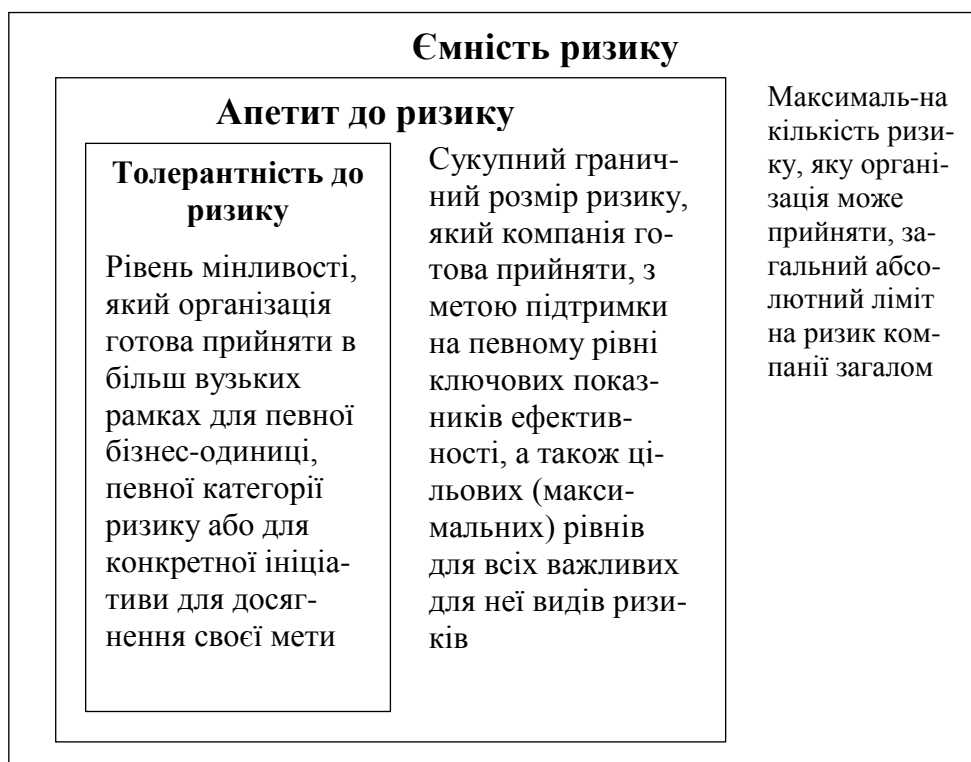 Ємність ризику
Апетит до ризику
Толерантність до
ризику
Рівень мінливості,
який організація
готова прийняти в
більш вузьких
рамках для певної
бізнес-одиниці,
певної категорії
ризику або для
конкретної ініціа-
тиви для досяг-
нення своєї мети
Сукупний гранич-
ний розмір ризику,
який компанія го-
това прийняти, з
метою підтримки
на певному рівні
ключових показ-
ників ефектив-
ності, а також ці-
льових (макси-
мальних) рівнів
для всіх важливих
для неї видів ризи-
ків
Максималь-на
кількість ризи-
ку, яку органі-
зація може
прийняти, за-
гальний абсо-
лютний ліміт
на ризик ком-
панії загалом